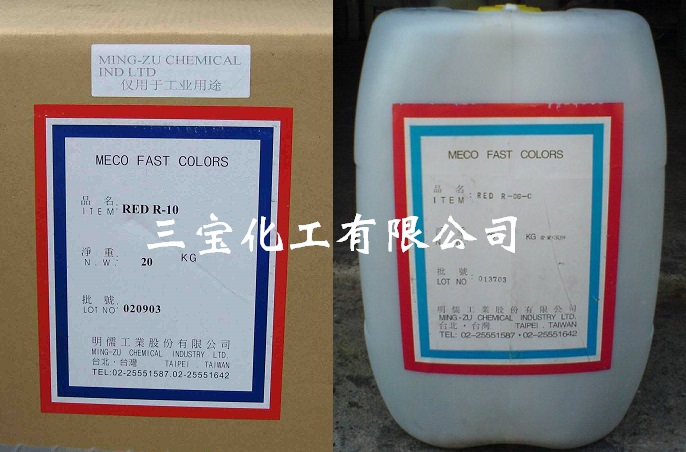 MING-ZU CHEMICAL
IND LTD
仅用于工业用途
MECO FAST COLORS
品 名
ITEM: RED R-10
淨 重
N.W. 20 KG
批 號
LOT NO: 020903
明儒工業股份有限公司
MING-ZU CHEMICAL INDUSTRY LTD.
台北・台灣 TAIPEI . TAIWAN
TEL:02-25551587.02-25551642
MECO FAST COLORS
品 名
ITEM: RED
KG
批 號
LOT NO: 013703
明儒工業股份有限公司
MING-ZU CHEMICAL INDUSTRY LTD.
台北・台灣 TAIPEI . TAIWAN
TEL:02-25551587・02-25551642
三宝化工有限公司